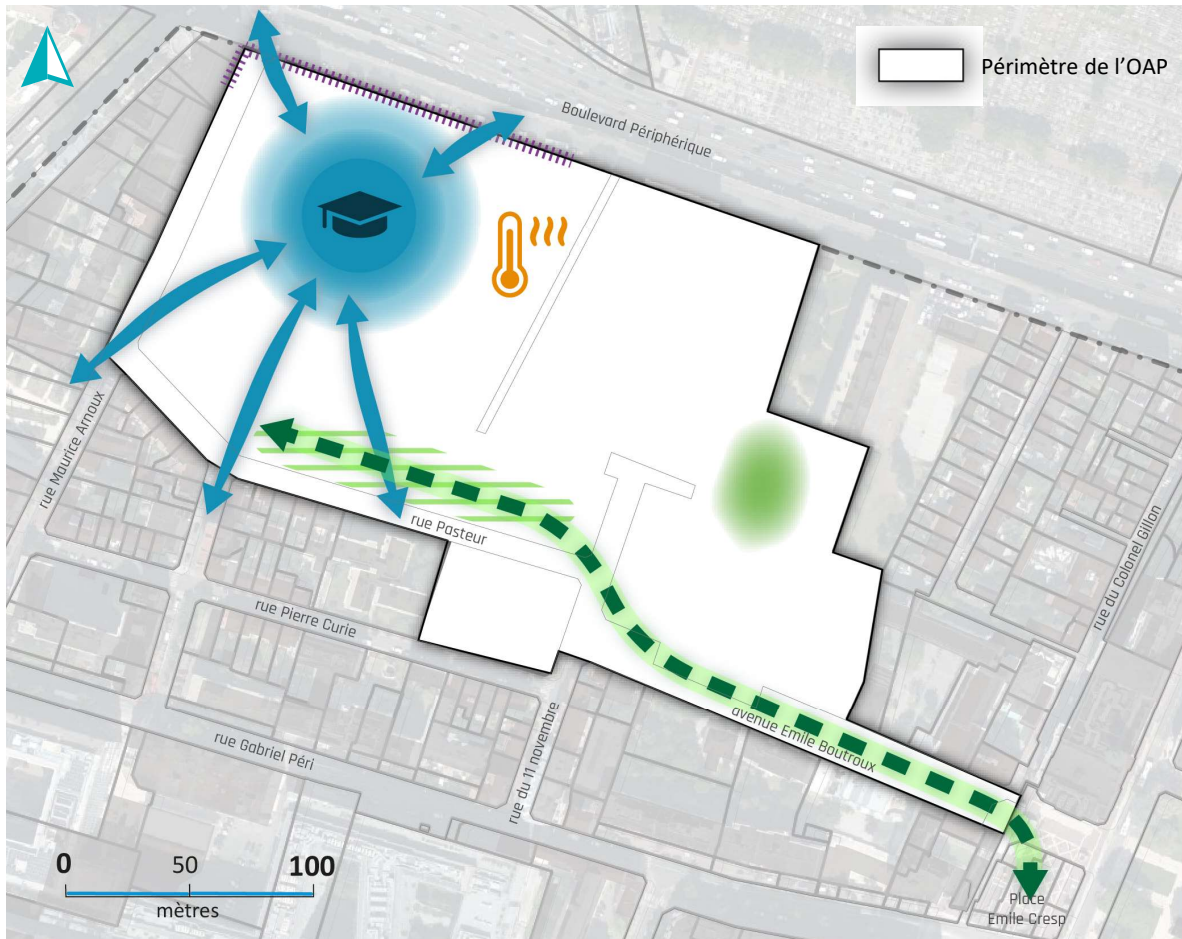 Périmètre de l’OAP
Boulevard Périphérique
rue Maurice Arnoux
rue Pasteur
rue du Colonel Gillon
rue Pierre Curie
avenue Emile Boutroux
rue Gabriel Péri
rue du 11 novembre
0 50 100
mètres
Place
Emile Cresp